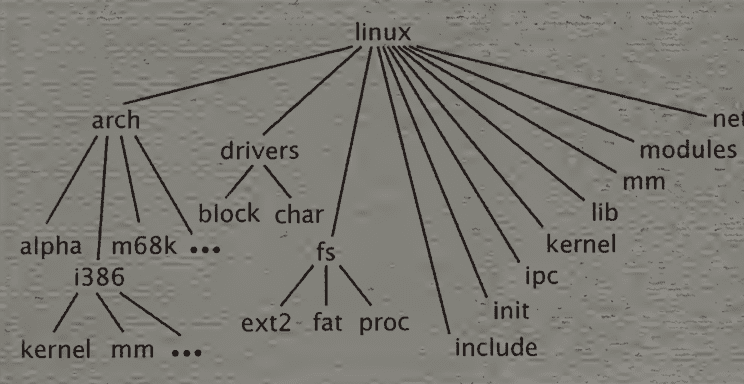 linux
arch
net
drivers
modules
mm
block char
lib
alpha m68k •••
fs
kernel
i386
ipc
init
ext2 fat proc
kernel mm •••
include